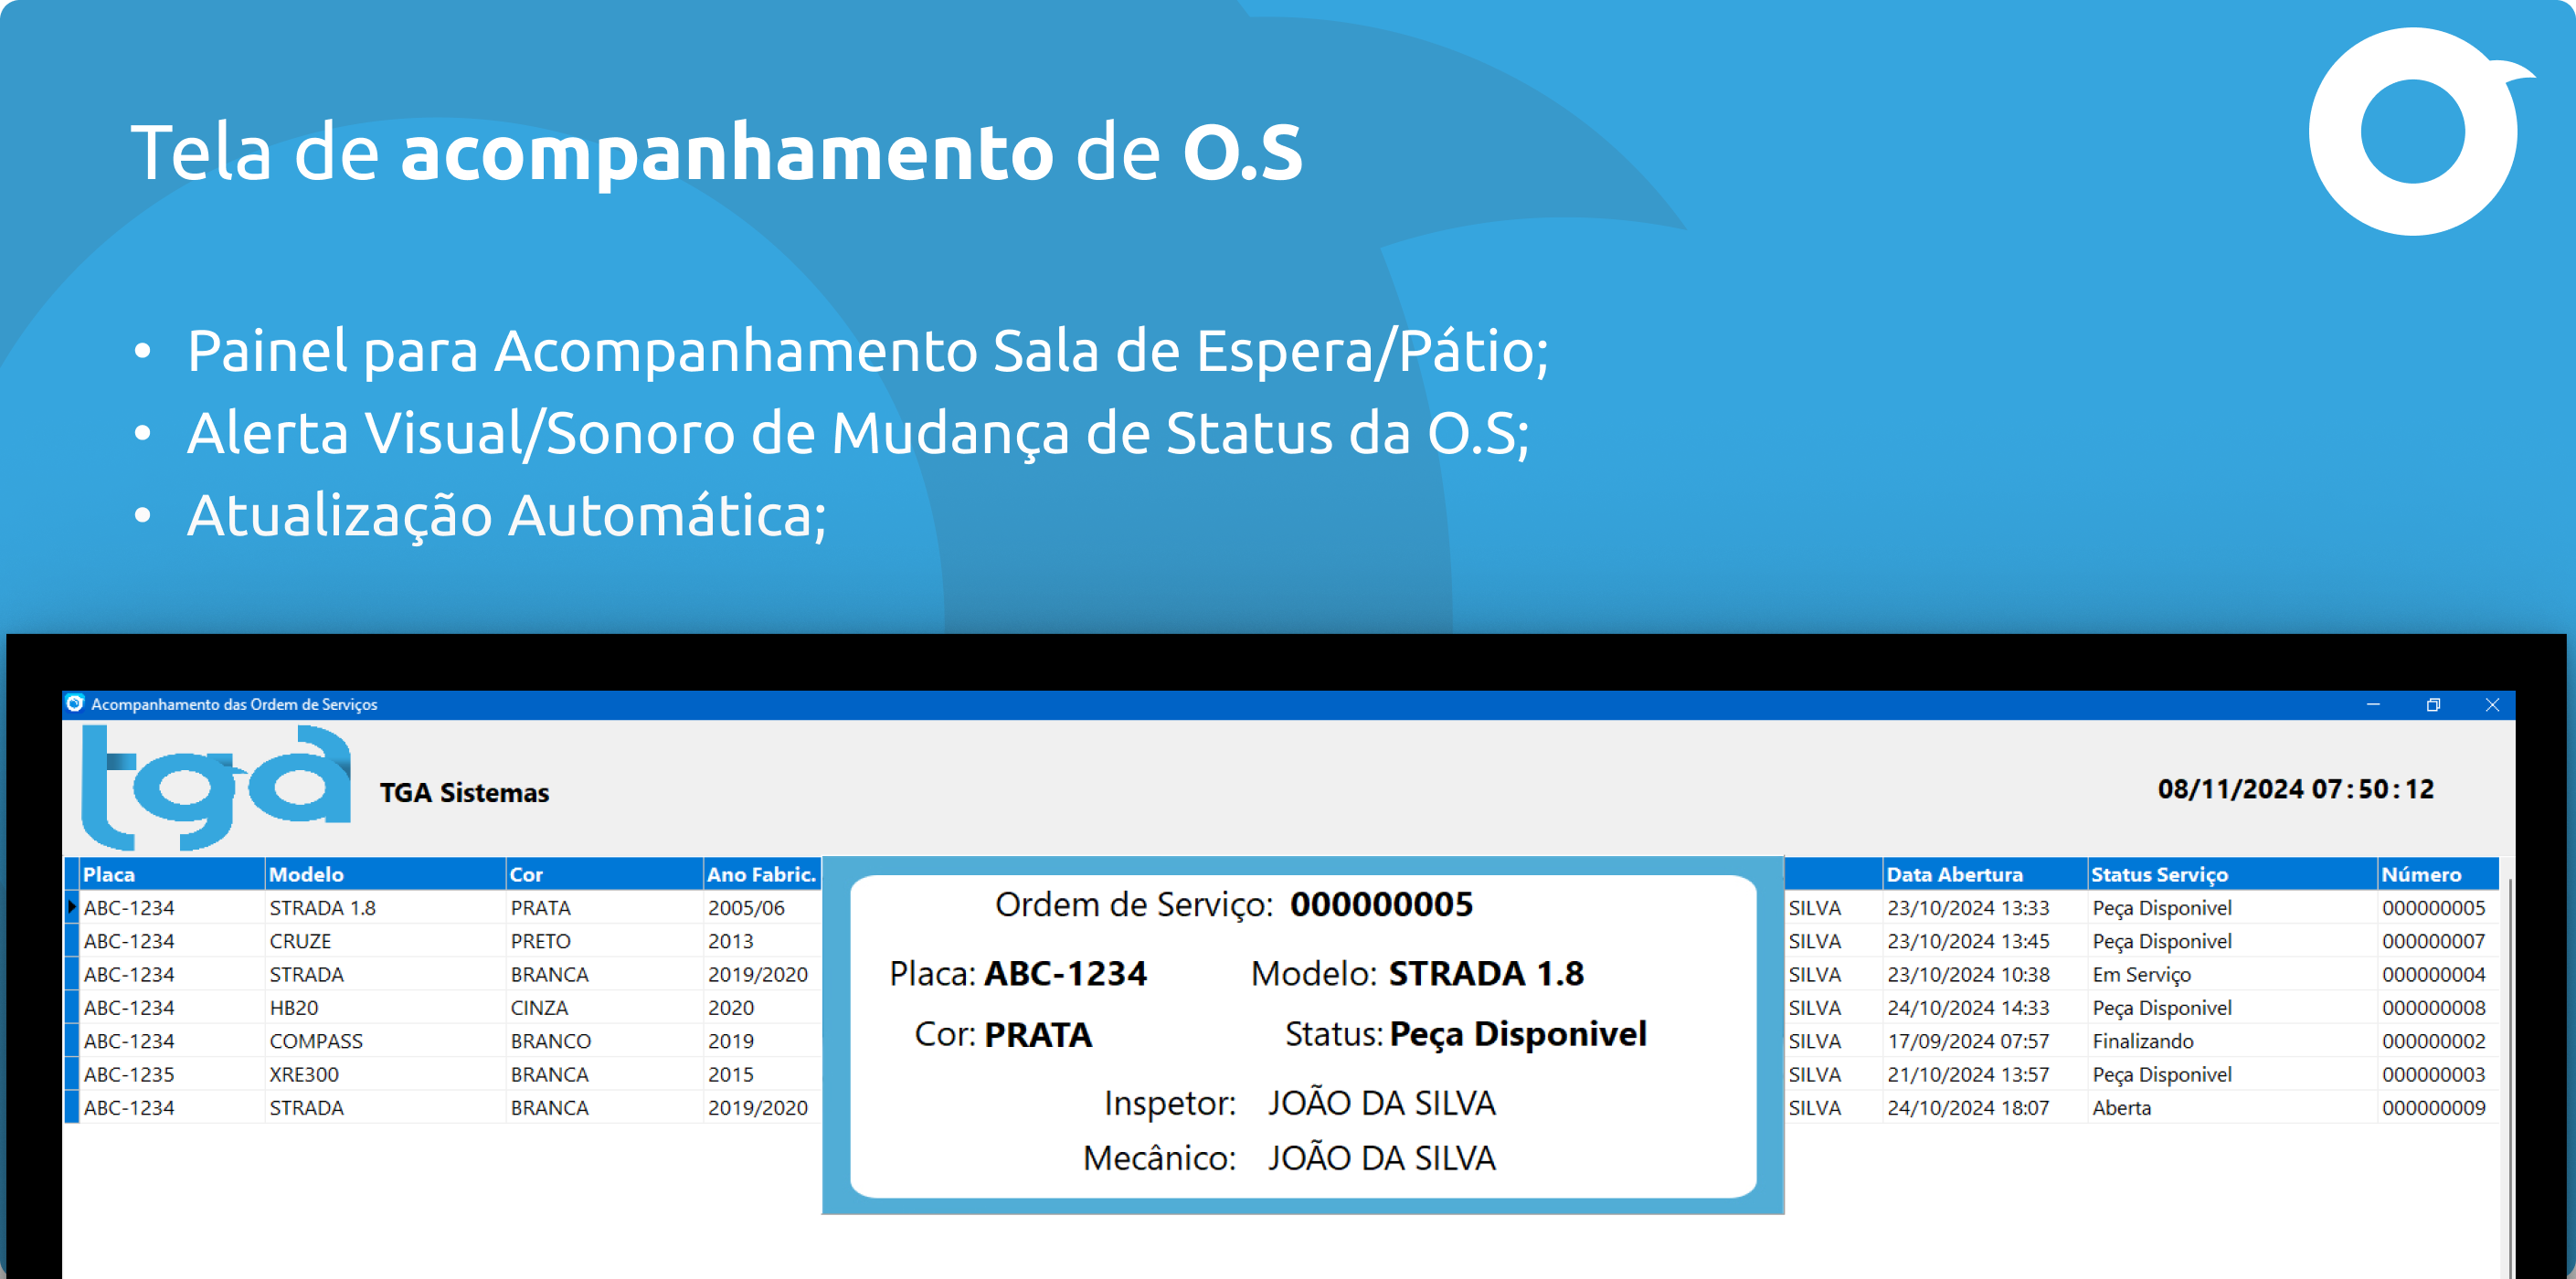 Tela de acompanhamento de O.S
• Painel para Acompanhamento Sala de Espera/Pátio;
• Alerta Visual/Sonoro de Mudança de Status da O.S;
• Atualização Automática;
Acompanhamento das Ordem de Serviços
tga
TGA Sistemas
08/11/2024 07:50:12
Placa Modelo Cor Ano Fabric. Data Abertura Status Serviço Número
ABC-1234 STRADA 1.8 PRATA 2005/06 SILVA 23/10/2024 13:33 Peça Disponivel 000000005
ABC-1234 CRUZE PRETO 2013 SILVA 23/10/2024 13:45 Peça Disponivel 000000007
ABC-1234 STRADA BRANCA 2019/2020 SILVA 23/10/2024 10:38 Em Serviço 000000004
ABC-1234 HB20 CINZA 2020 SILVA 24/10/2024 14:33 Peça Disponivel 000000008
ABC-1234 COMPASS BRANCO 2019 SILVA 17/09/2024 07:57 Finalizando 000000002
ABC-1235 XRE300 BRANCA 2015 SILVA 21/10/2024 13:57 Peça Disponivel 000000003
ABC-1234 STRADA BRANCA 2019/2020 SILVA 24/10/2024 18:07 Aberta 000000009
Ordem de Serviço: 000000005
Placa: ABC-1234 Modelo: STRADA 1.8
Cor: PRATA Status: Peça Disponivel
Inspetor: JOÃO DA SILVA
Mecânico: JOÃO DA SILVA